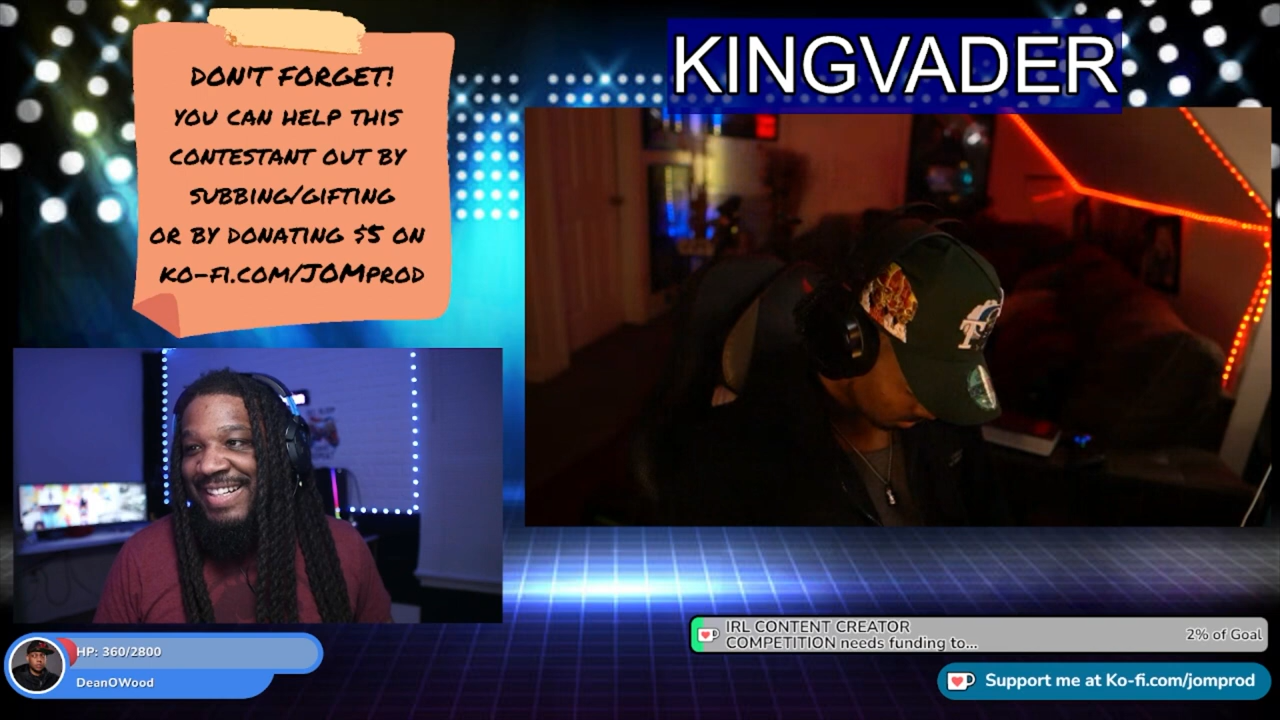 DON'T FORGET!
YOU CAN HELP THIS
CONTESTANT OUT BY
SUBBING/GIFTING
OR BY DONATING $5 ON
KO-FI.COM/JOMPROD
KINGVADER
HP: 360/2800
DeanOWood
IRL CONTENT CREATOR
COMPETITION needs funding to...
2% of Goal
Support me at Ko-fi.com/jomprod